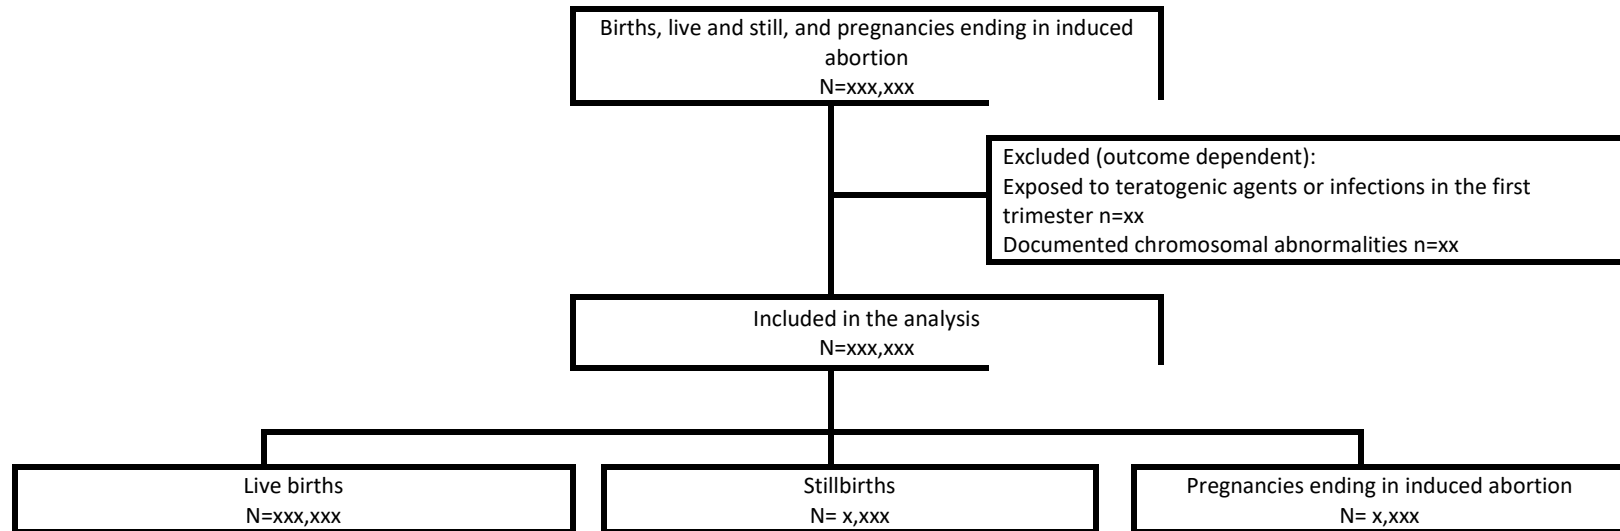 Births, live and still, and pregnancies ending in induced
abortion
N=xxx,xxx
Excluded (outcome dependent):
Exposed to teratogenic agents or infections in the first
trimester n=xx
Documented chromosomal abnormalities n=xx
Included in the analysis
N=xxx,xxx
Live births
N=xxx,xxx
Stillbirths
N= x,xxx
Pregnancies ending in induced abortion
N= x,xxx